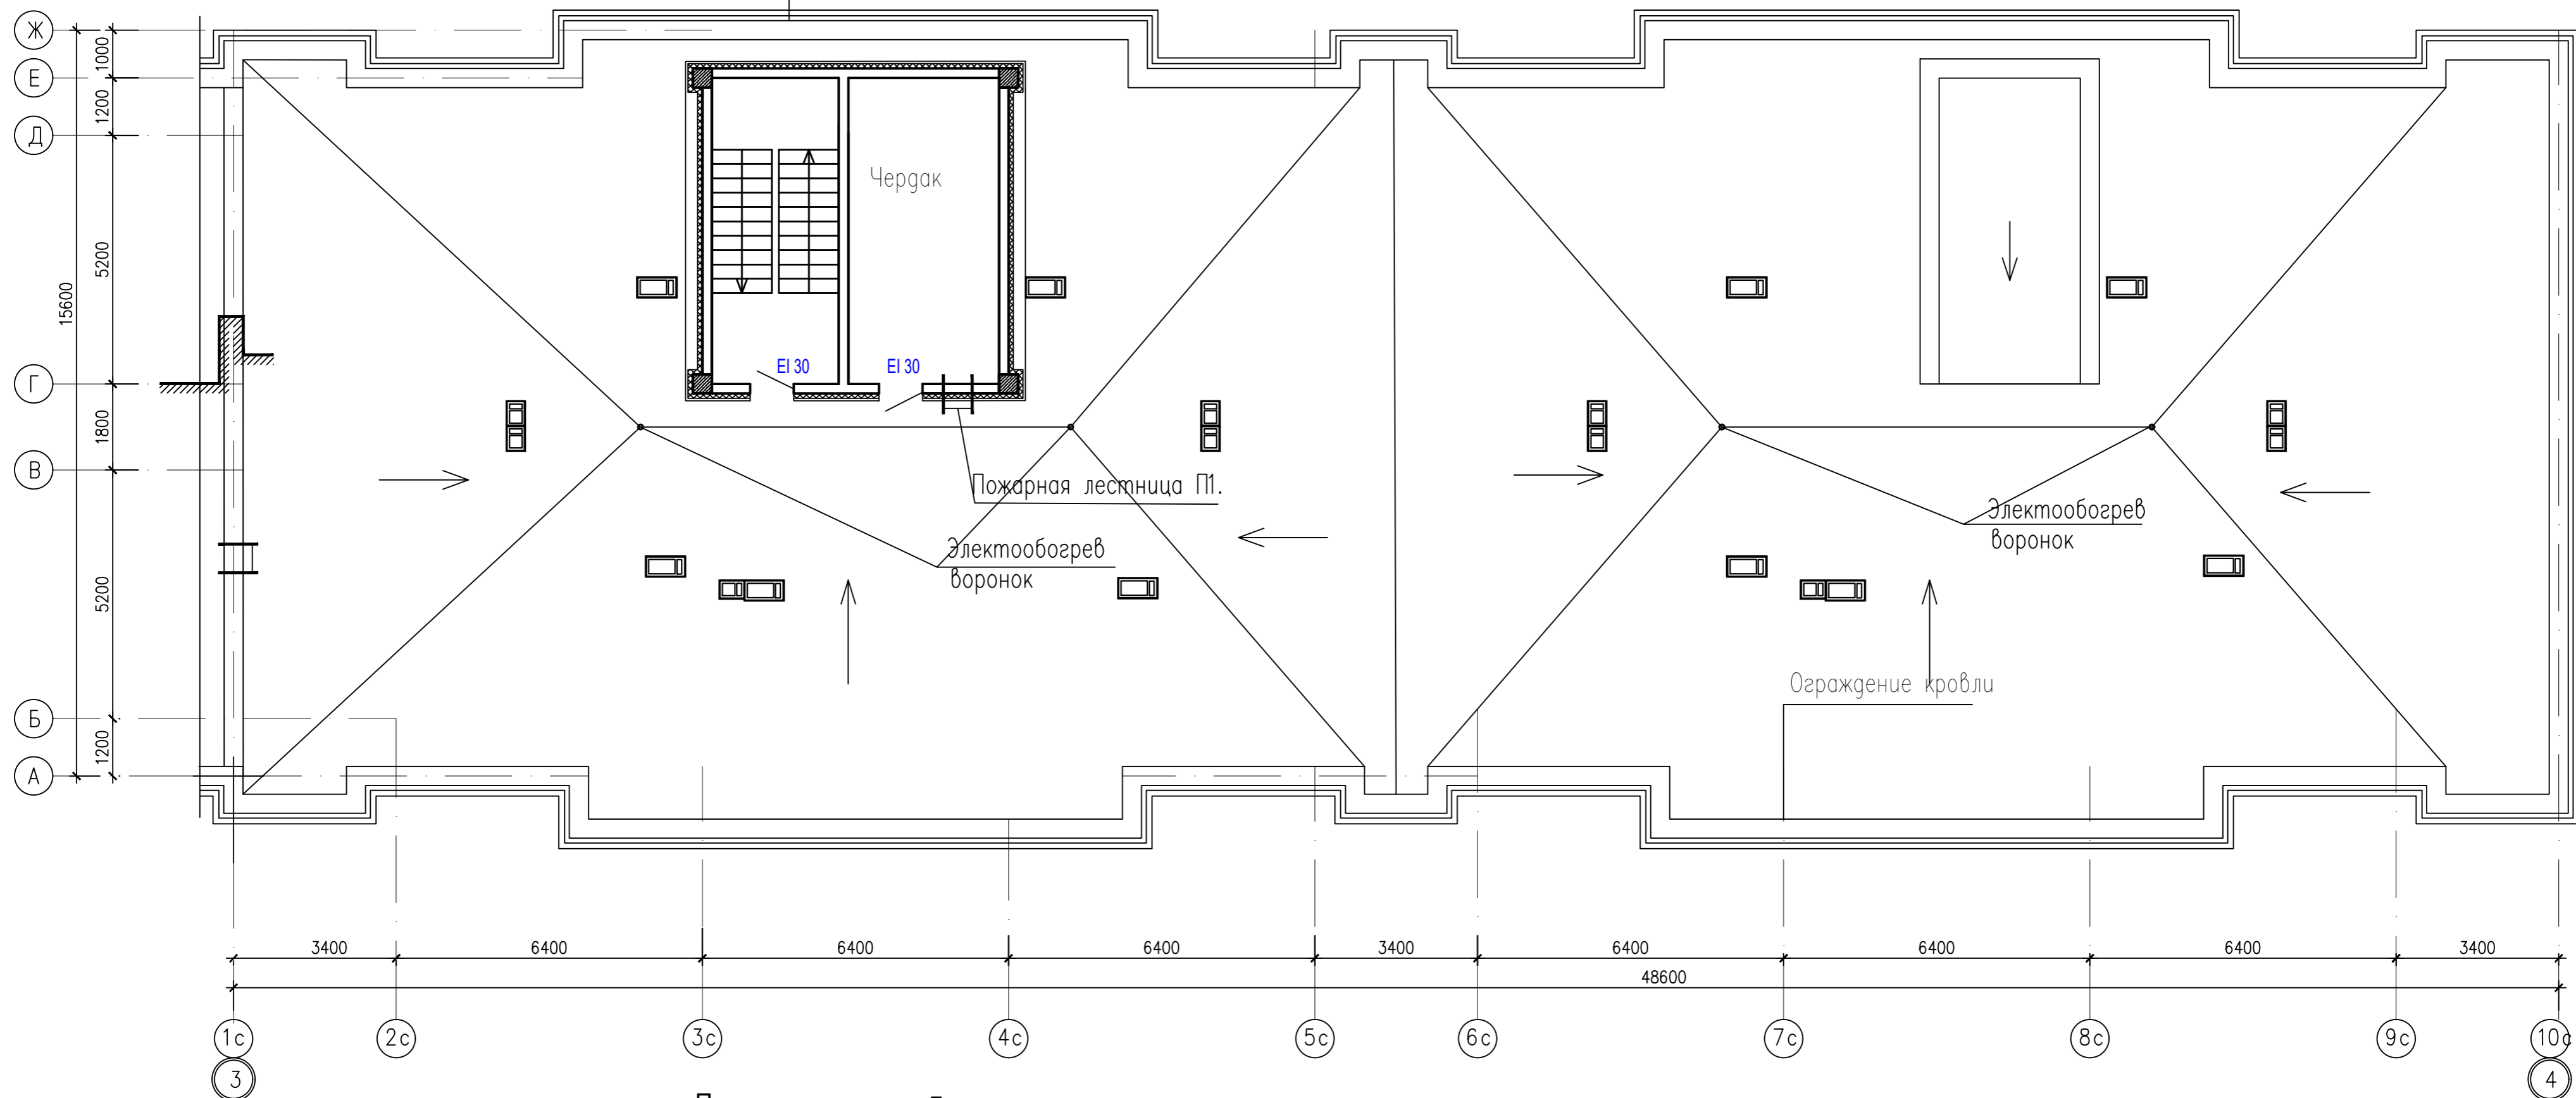 Ж
1000
Е
1200
Д
Чердак
5200
15600
EI 30
EI 30
Г
1800
В
Пожарная лестница П1.
Электообогрев
воронок
Электообогрев
воронок
5200
Ограждение кровли
Б
1200
А
3400
6400
6400
6400
3400
6400
6400
6400
3400
48600
1с
2с
3с
4с
5с
6с
7с
8с
9с
10с
3
4